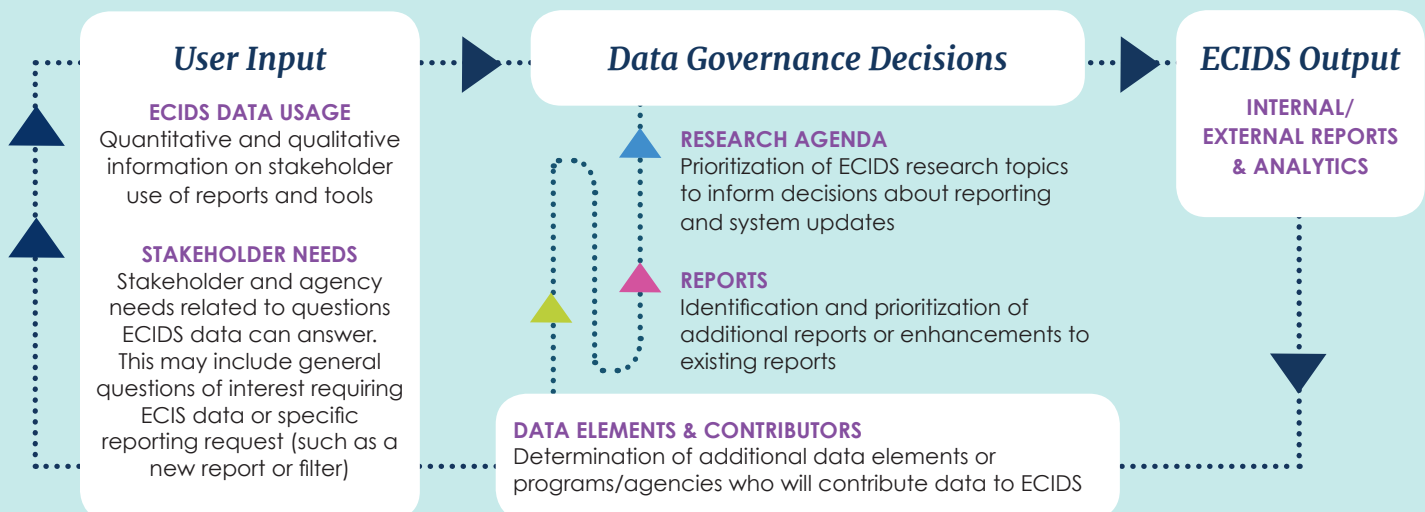 User Input
ECIDS DATA USAGE
Quantitative and qualitative
information on stakeholder
use of reports and tools
STAKEHOLDER NEEDS
Stakeholder and agency
needs related to questions
ECIDS data can answer.
This may include general
questions of interest requiring
ECIS data or specific
reporting request (such as a
new report or filter)
Data Governance Decisions
RESEARCH AGENDA
Prioritization of ECIDS research topics
to inform decisions about reporting
and system updates
REPORTS
Identification and prioritization of
additional reports or enhancements to
existing reports
DATA ELEMENTS & CONTRIBUTORS
Determination of additional data elements or
programs/agencies who will contribute data to ECIDS
ECIDS Output
INTERNAL/
EXTERNAL REPORTS
& ANALYTICS